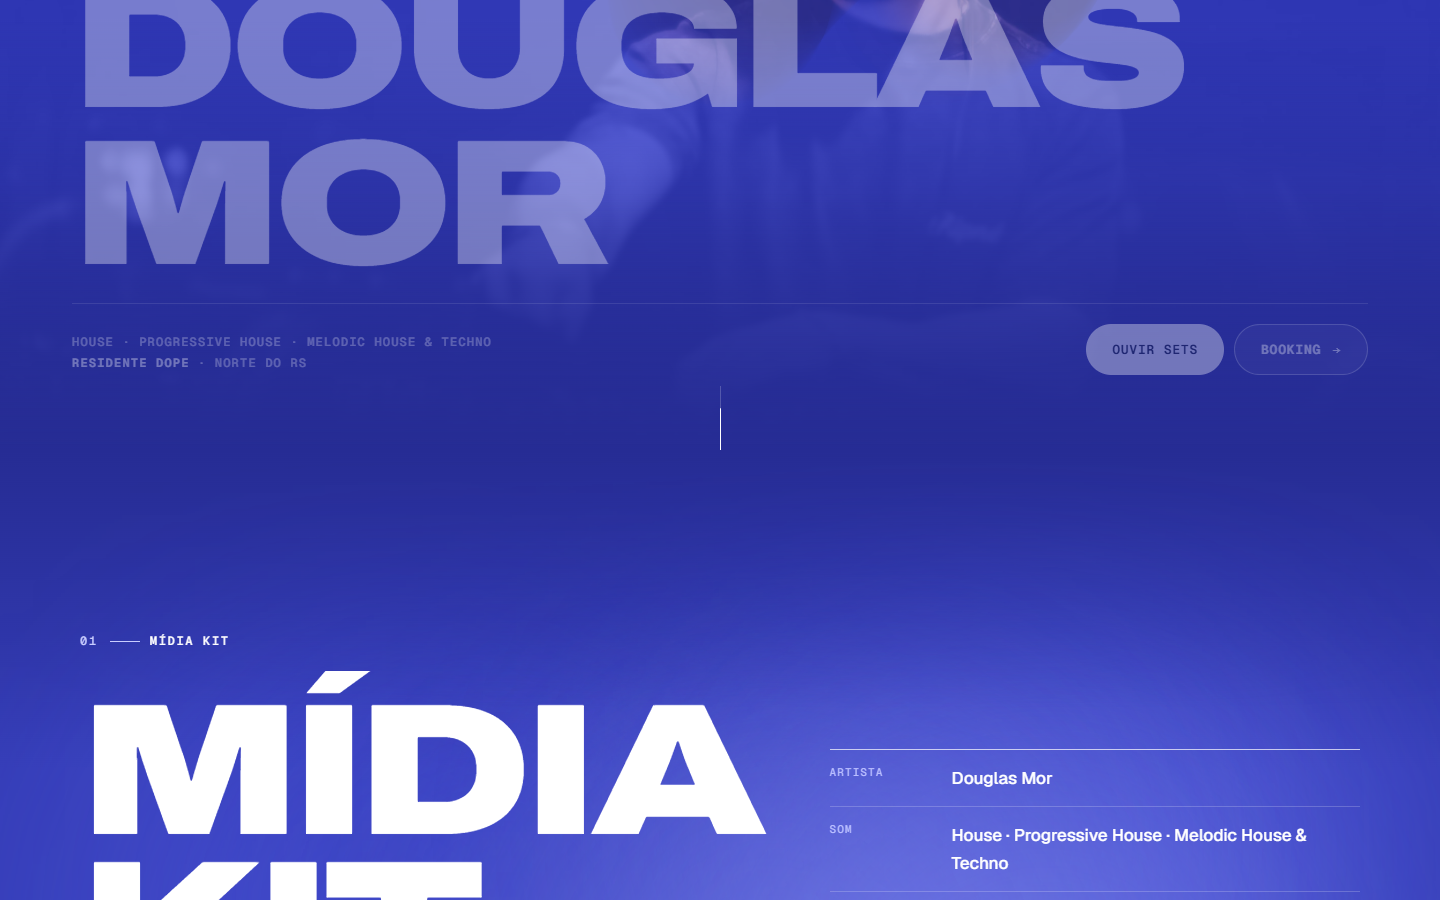 DOUGLAS
MOR
HOUSE · PROGRESSIVE HOUSE · MELODIC HOUSE & TECHNO
RESIDENTE DOPE · NORTE DO RS
OUVIR SETS
BOOKING →
01 — MÍDIA KIT
MÍDIA
KIT
ARTISTA
Douglas Mor
SOM
House · Progressive House · Melodic House &
Techno